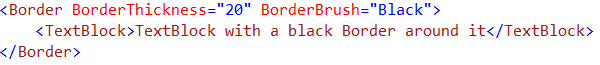 <Border BorderThickness="20" BorderBrush="Black">
    <TextBlock>TextBlock with a black Border around it</TextBlock>
</Border>